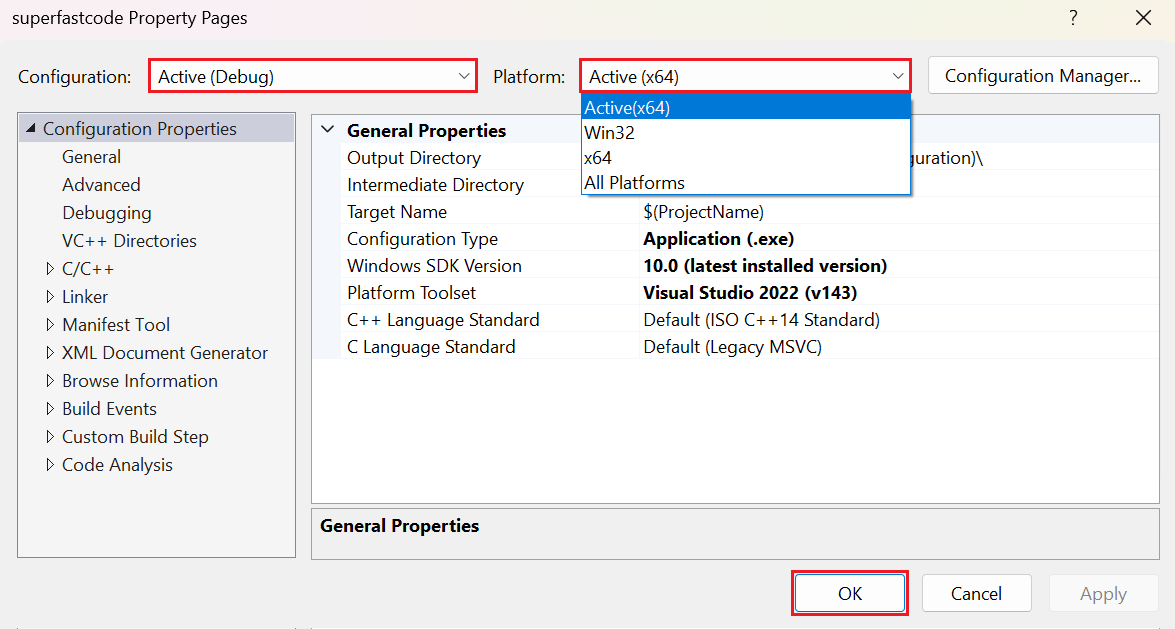 superfastcode Property Pages
?
Configuration: Active (Debug) Platform: Active (x64) Configuration Manager...
Active(x64)
Win32
x64
All Platforms
Configuration Properties
General
Advanced
Debugging
VC++ Directories
C/C++
Linker
Manifest Tool
XML Document Generator
Browse Information
Build Events
Custom Build Step
Code Analysis
General Properties
Output Directory
Intermediate Directory
Target Name $(ProjectName)
Configuration Type Application (.exe)
Windows SDK Version 10.0 (latest installed version)
Platform Toolset Visual Studio 2022 (v143)
C++ Language Standard Default (ISO C++14 Standard)
C Language Standard Default (Legacy MSVC)
General Properties
OK Cancel Apply